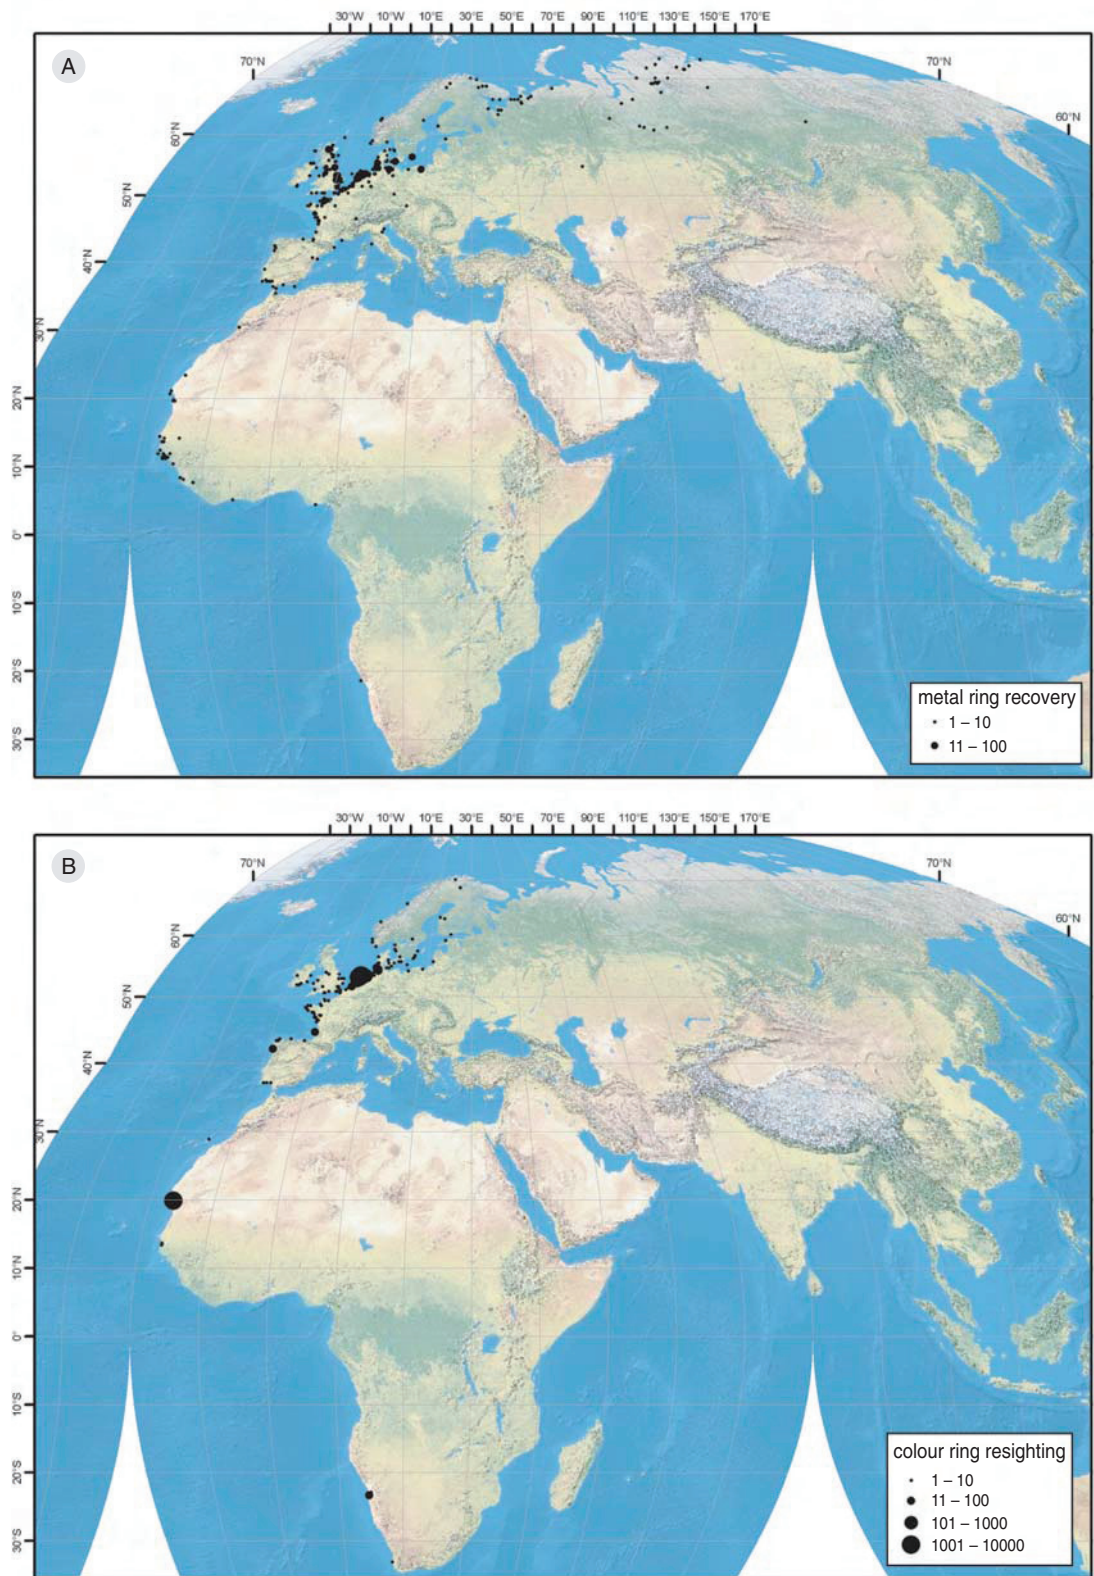 30°W 10°W 10°E 30°E 50°E 70°E 90°E 110°E 130°E 150°E 170°E
A
70°N
70°N
60°N
60°N
50°N
40°N
30°N
20°N
10°N
0°
10°S
20°S
30°S
metal ring recovery
1 – 10
11 – 100
30°W 10°W 10°E 30°E 50°E 70°E 90°E 110°E 130°E 150°E 170°E
B
70°N
70°N
60°N
60°N
50°N
40°N
30°N
20°N
10°N
0°
10°S
20°S
30°S
colour ring resighting
1 – 10
11 – 100
101 – 1000
1001 – 10000